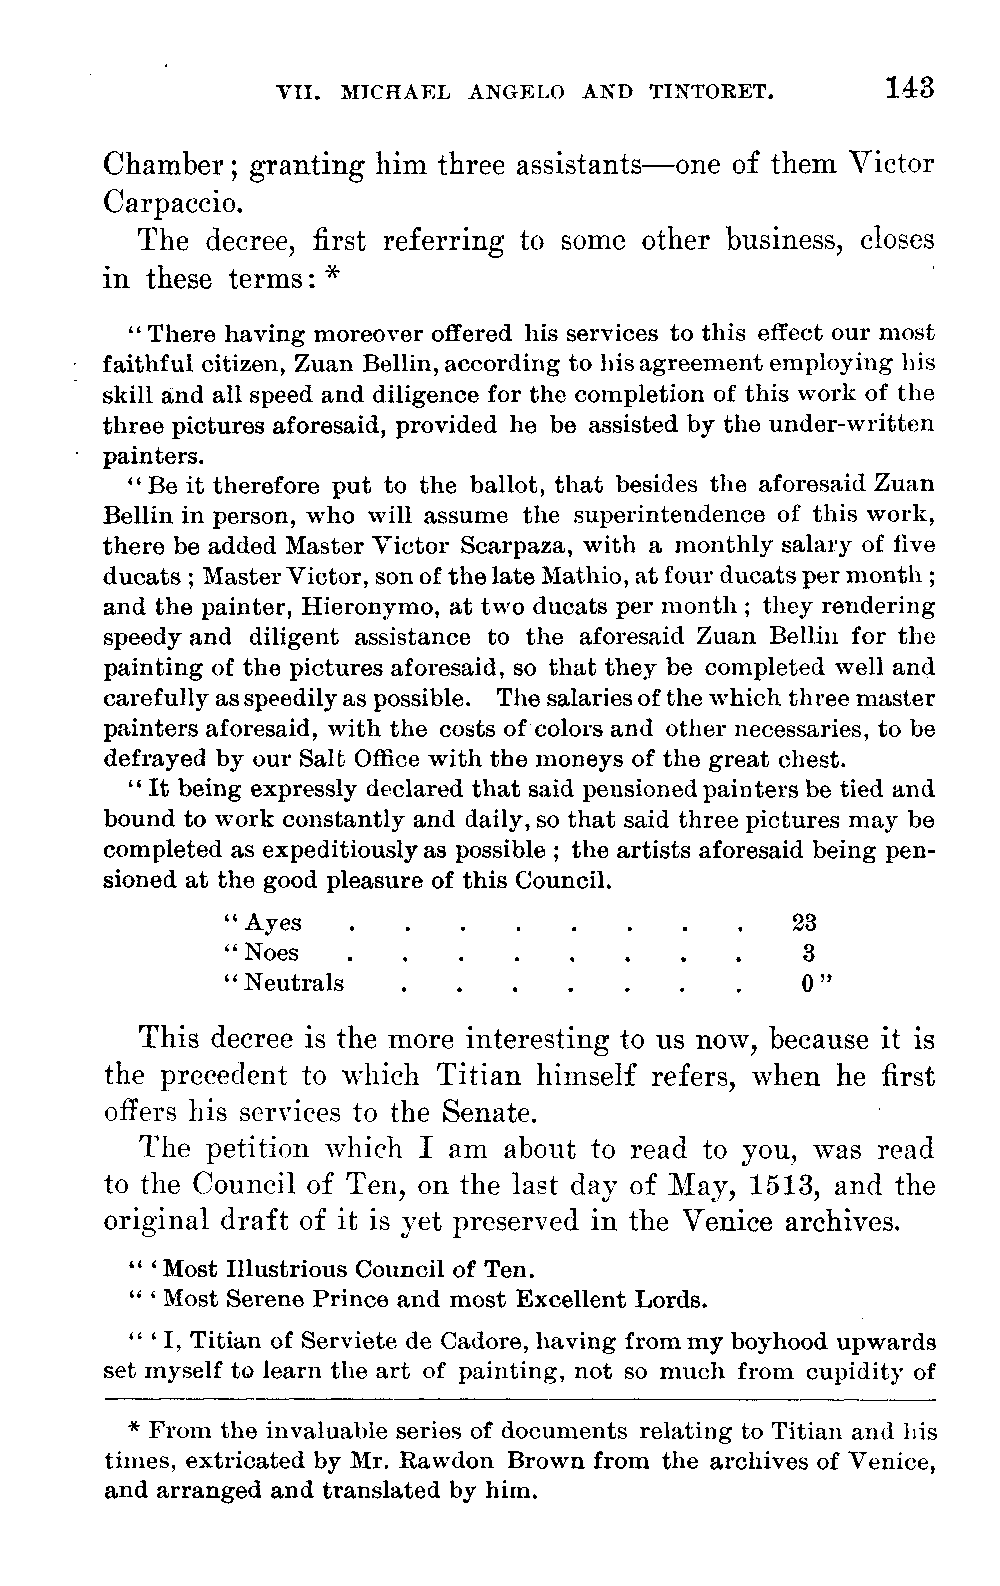 VII. MICHAEL ANGELO AND TINTORET. 143
Chamber; granting him three assistants—one of them Victor
Carpaccio.
The decree, first referring to some other business, closes
in these terms: *
“There having moreover offered his services to this effect our most
faithful citizen, Zuan Bellin, according to his agreement employing his
skill and all speed and diligence for the completion of this work of the
three pictures aforesaid, provided he be assisted by the under-written
painters.
“Be it therefore put to the ballot, that besides the aforesaid Zuan
Bellin in person, who will assume the superintendence of this work,
there be added Master Victor Scarpaza, with a monthly salary of five
ducats; Master Victor, son of the late Mathio, at four ducats per month;
and the painter, Hieronymo, at two ducats per month; they rendering
speedy and diligent assistance to the aforesaid Zuan Bellin for the
painting of the pictures aforesaid, so that they be completed well and
carefully as speedily as possible. The salaries of the which three master
painters aforesaid, with the costs of colors and other necessaries, to be
defrayed by our Salt Office with the moneys of the great chest.
“It being expressly declared that said pensioned painters be tied and
bound to work constantly and daily, so that said three pictures may be
completed as expeditiously as possible; the artists aforesaid being pen-
sioned at the good pleasure of this Council.
“Ayes . . . . . . . . 23
“Noes . . . . . . . . 3
“Neutrals . . . . . . . 0”
This decree is the more interesting to us now, because it is
the precedent to which Titian himself refers, when he first
offers his services to the Senate.
The petition which I am about to read to you, was read
to the Council of Ten, on the last day of May, 1513, and the
original draft of it is yet preserved in the Venice archives.
“‘Most Illustrious Council of Ten.
“‘Most Serene Prince and most Excellent Lords.
“‘I, Titian of Serviete de Cadore, having from my boyhood upwards
set myself to learn the art of painting, not so much from cupidity of
* From the invaluable series of documents relating to Titian and his
times, extricated by Mr. Rawdon Brown from the archives of Venice,
and arranged and translated by him.